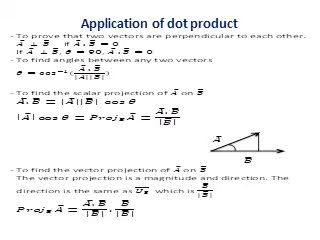 Application of dot product
- To prove that two vectors are perpendicular to each other.
Ā ⊥ B̄ if Ā . B̄ = 0
if Ā ⊥ B̄, θ = 90, Ā . B̄ = 0
- To find angles between any two vectors
θ = cos⁻¹(Ā . B̄ / |Ā||B̄|)
- To find the scalar projection of Ā on B̄
Ā . B̄ = |Ā||B̄| cos θ
|Ā| cos θ = Proj_B Ā = Ā . B̄ / |B̄|
Ā
B̄
- To find the vector projection of Ā on B̄
The vector projection is a magnitude and direction. The
direction is the same as U_B which is B̄ / |B̄|
Proj_B Ā = Ā . B̄ / |B̄| . B̄ / |B̄|